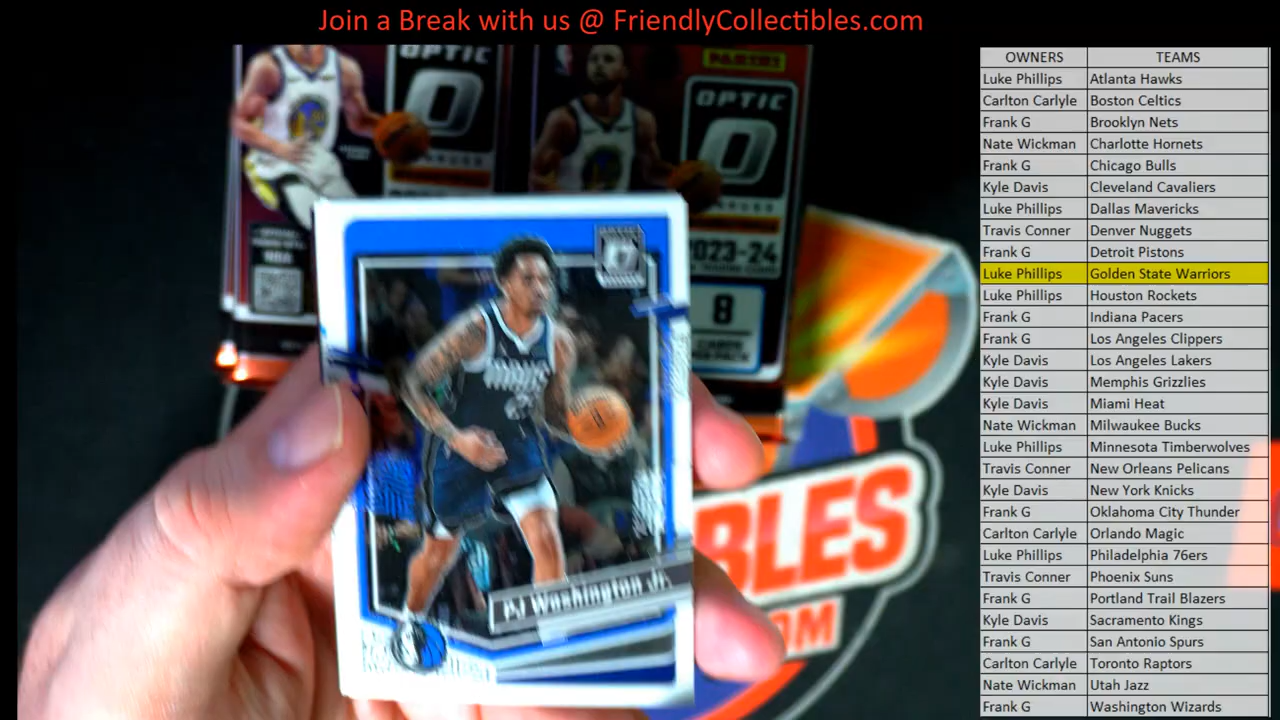 Join a Break with us @ FriendlyCollectibles.com
PANINI
OPTIC
OPTIC
2023-24
8
CARDS
PER PACK
NBA
PJ Washington Jr.
BLES
OM
OWNERS TEAMS
Luke Phillips Atlanta Hawks
Carlton Carlyle Boston Celtics
Frank G Brooklyn Nets
Nate Wickman Charlotte Hornets
Frank G Chicago Bulls
Kyle Davis Cleveland Cavaliers
Luke Phillips Dallas Mavericks
Travis Conner Denver Nuggets
Frank G Detroit Pistons
Luke Phillips Golden State Warriors
Luke Phillips Houston Rockets
Frank G Indiana Pacers
Frank G Los Angeles Clippers
Kyle Davis Los Angeles Lakers
Kyle Davis Memphis Grizzlies
Kyle Davis Miami Heat
Nate Wickman Milwaukee Bucks
Luke Phillips Minnesota Timberwolves
Travis Conner New Orleans Pelicans
Kyle Davis New York Knicks
Frank G Oklahoma City Thunder
Carlton Carlyle Orlando Magic
Luke Phillips Philadelphia 76ers
Travis Conner Phoenix Suns
Frank G Portland Trail Blazers
Kyle Davis Sacramento Kings
Frank G San Antonio Spurs
Carlton Carlyle Toronto Raptors
Nate Wickman Utah Jazz
Frank G Washington Wizards